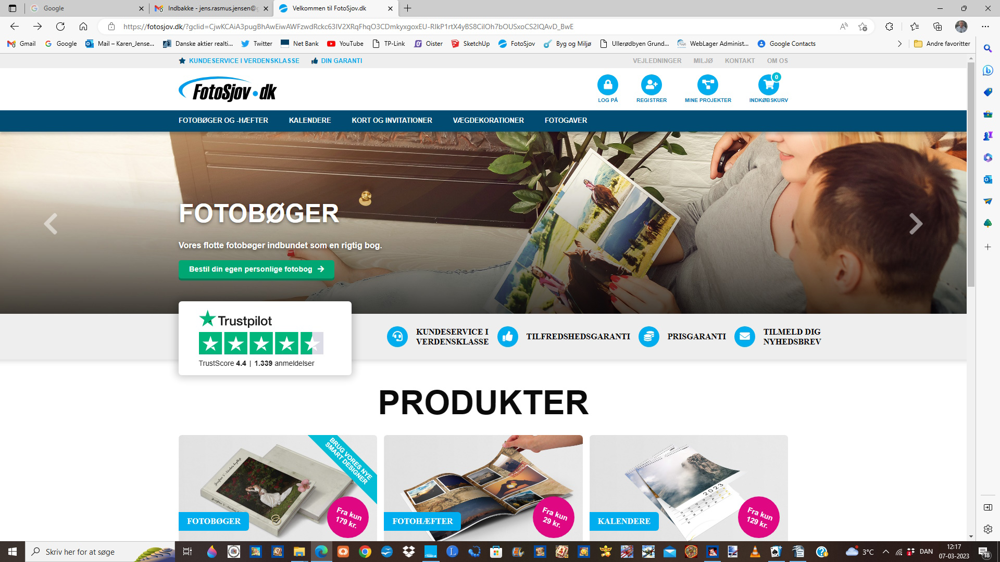 Google
Indbakke - jens.rasmus.jensen@g
Velkommen til FotoSjov.dk
https://fotosjov.dk/?gclid=CjwKCAiA3pugBhAwEiwAWFzwdRckc63IV2XRqFhqO3CDmkyxgoxEU-RIkP1rtX4yBS8CilOh7bOUSxoCS2IQAvD_BwE
Gmail
Google
Mail – Karen_Jense...
Danske aktier realti...
Twitter
Net Bank
YouTube
TP-Link
Oister
SketchUp
FotoSjov
Byg og Miljø
Ullerødbyen Grund...
WebLager Administ...
Google Contacts
Andre favoritter
KUNDESERVICE I VERDENSKLASSE
DIN GARANTI
VEJLEDNINGER
MILJØ
KONTAKT
OM OS
FotoSjov.dk
0
LOG PÅ
REGISTRER
MINE PROJEKTER
INDKØBSKURV
FOTOBØGER OG -HÆFTER
KALENDERE
KORT OG INVITATIONER
VÆGDEKORATIONER
FOTOGAVER
FOTOBØGER
Vores flotte fotobøger indbundet som en rigtig bog.
Bestil din egen personlige fotobog
Trustpilot
TrustScore 4.4 | 1.339 anmeldelser
KUNDESERVICE I
VERDENSKLASSE
TILFREDSHEDSGARANTI
PRISGARANTI
TILMELD DIG
NYHEDSBREV
PRODUKTER
BRUG VORES NYE
SMART DESIGNER
Fra kun
179 kr.
FOTOBØGER
Fra kun
29 kr.
FOTOHÆFTER
2023
Fra kun
129 kr.
KALENDERE
Skriv her for at søge
3°C
DAN
12:17
07-03-2023
18